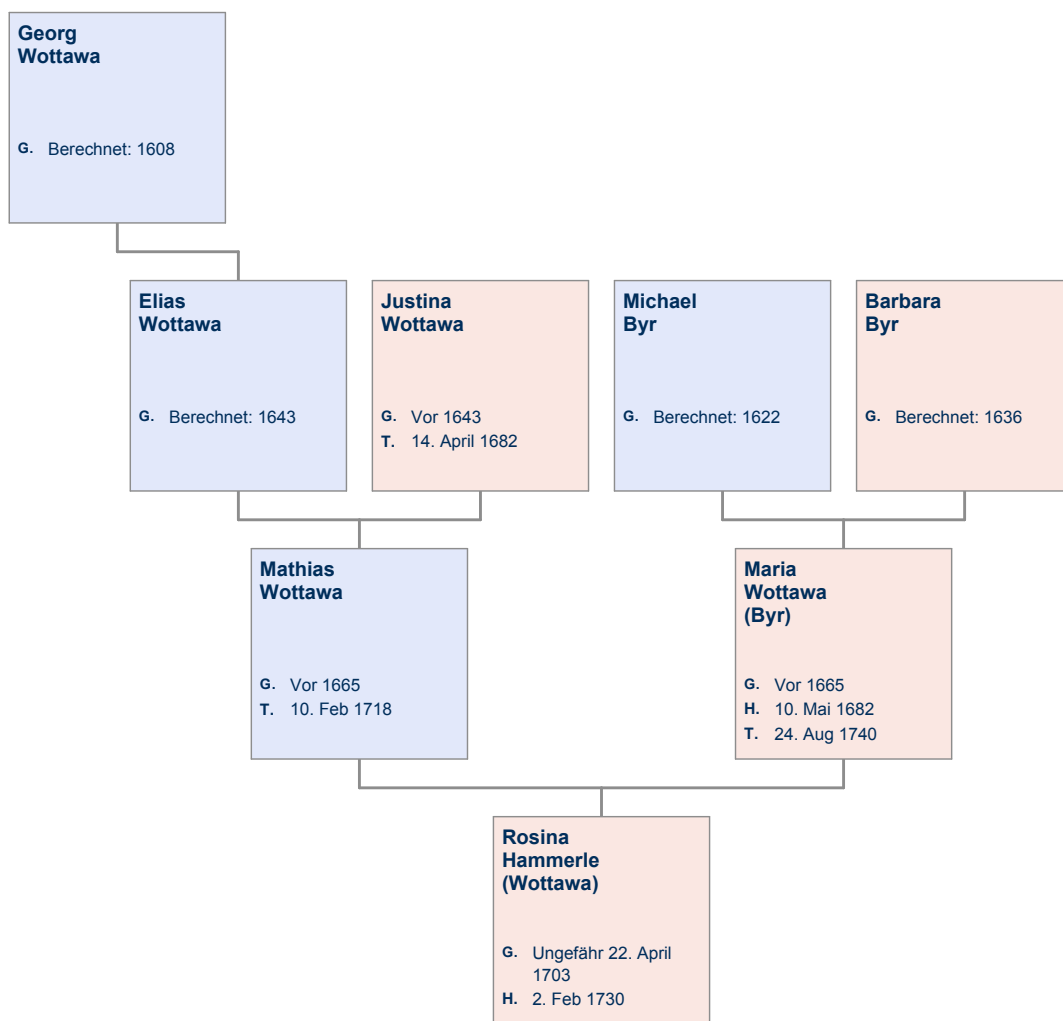 Georg
Wottawa
G. Berechnet: 1608
Elias
Wottawa
G. Berechnet: 1643
Justina
Wottawa
G. Vor 1643
T. 14. April 1682
Michael
Byr
G. Berechnet: 1622
Barbara
Byr
G. Berechnet: 1636
Mathias
Wottawa
G. Vor 1665
T. 10. Feb 1718
Maria
Wottawa
(Byr)
G. Vor 1665
H. 10. Mai 1682
T. 24. Aug 1740
Rosina
Hammerle
(Wottawa)
G. Ungefähr 22. April
1703
H. 2. Feb 1730